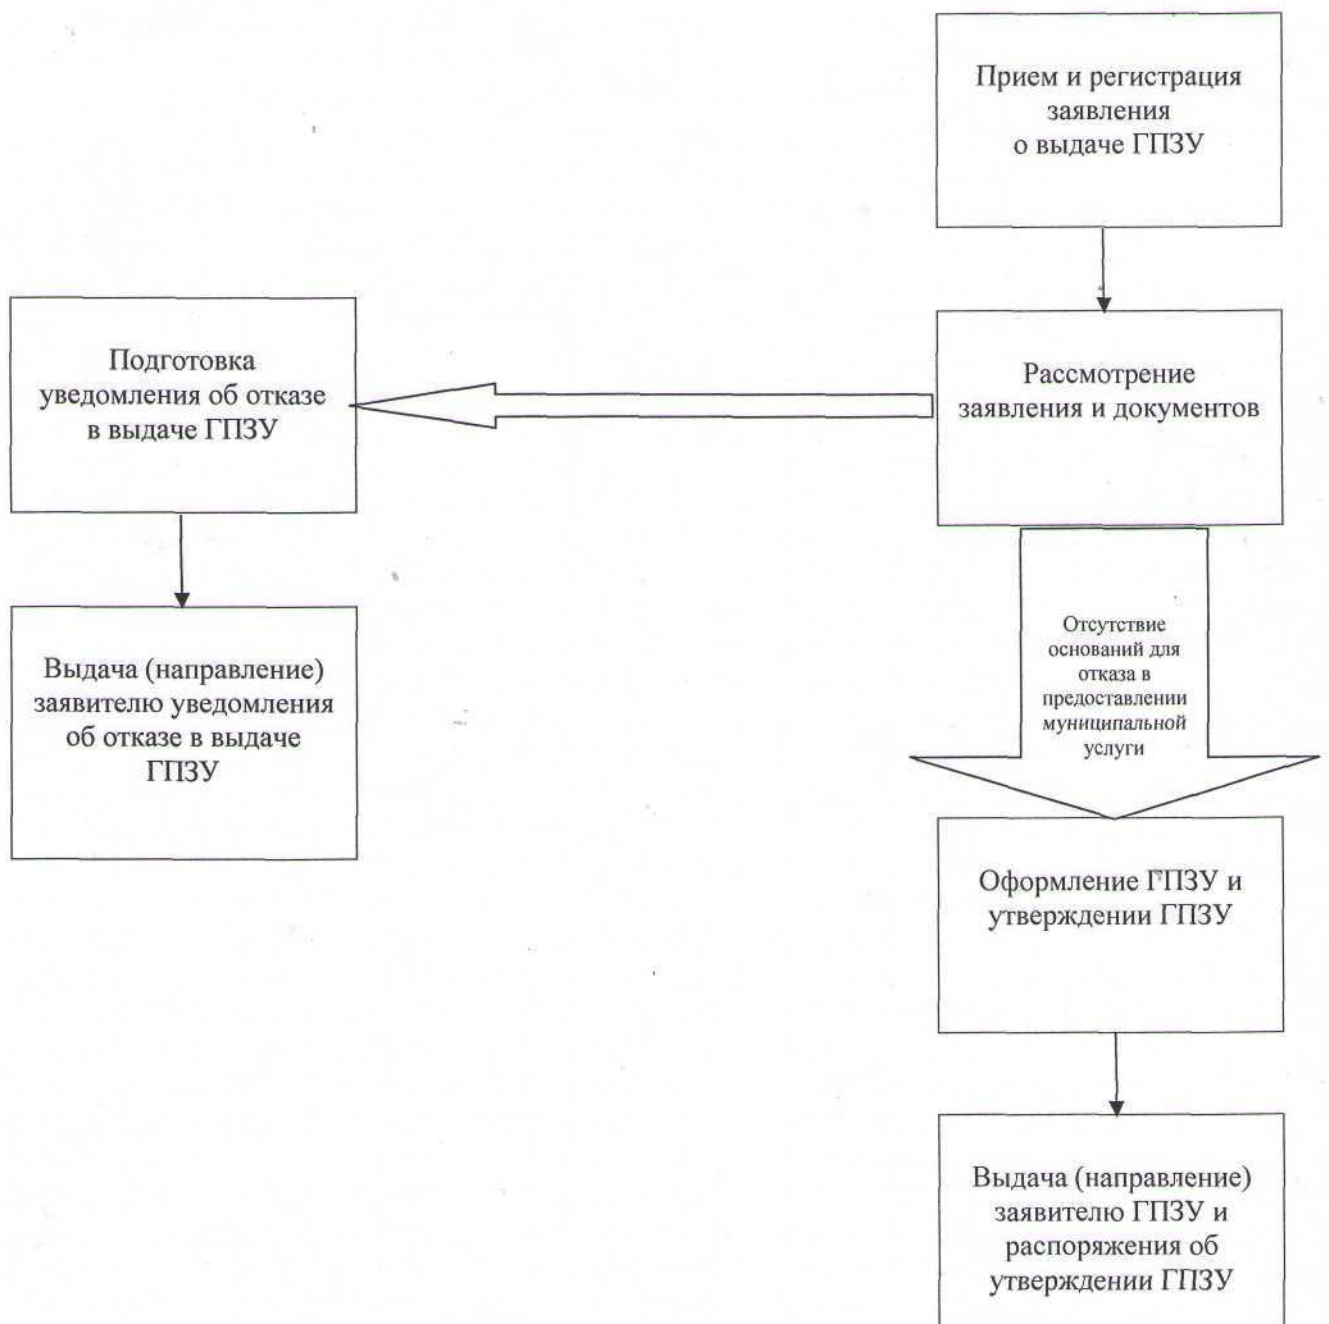 Прием и регистрация
заявления
о выдаче ГПЗУ
Подготовка
уведомления об отказе
в выдаче ГПЗУ
Рассмотрение
заявления и документов
Выдача (направление)
заявителю уведомления
об отказе в выдаче
ГПЗУ
Отсутствие
оснований для
отказа в
предоставлении
муниципальной
услуги
Оформление ГПЗУ и
утверждении ГПЗУ
Выдача (направление)
заявителю ГПЗУ и
распоряжения об
утверждении ГПЗУ